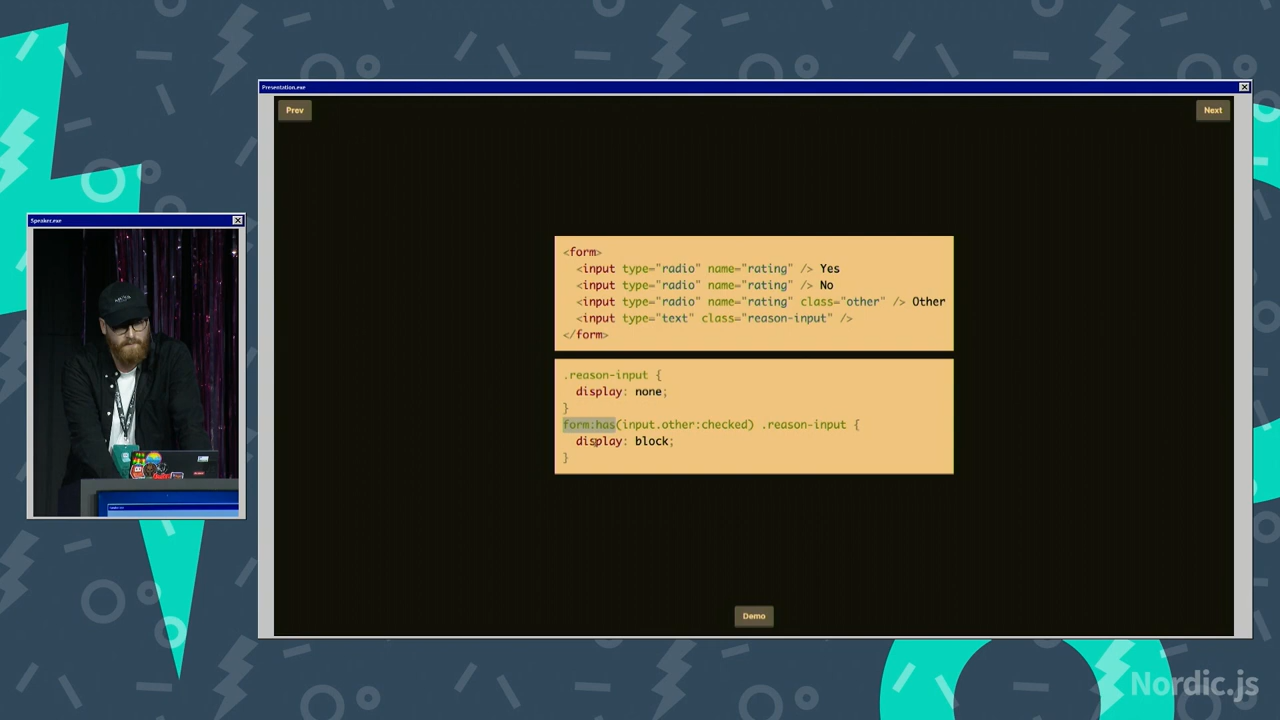 Presentation.exe
Prev
Next
Speaker.exe
<form>
<input type="radio" name="rating" /> Yes
<input type="radio" name="rating" /> No
<input type="radio" name="rating" class="other" /> Other
<input type="text" class="reason-input" />
</form>
.reason-input {
display: none;
}
form:has(input.other:checked) .reason-input {
display: block;
}
Demo
Nordic.js